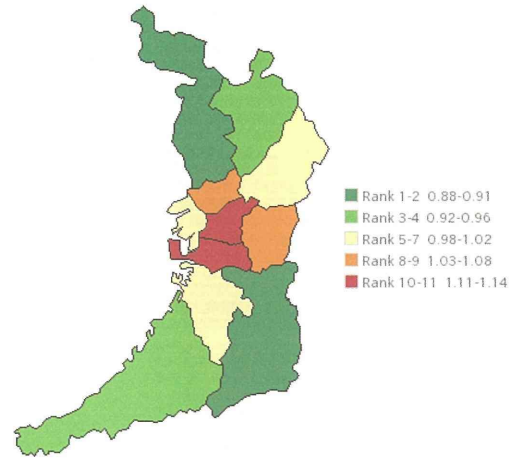 Rank 1-2 0.88-0.91
Rank 3-4 0.92-0.96
Rank 5-7 0.98-1.02
Rank 8-9 1.03-1.08
Rank 10-11 1.11-1.14